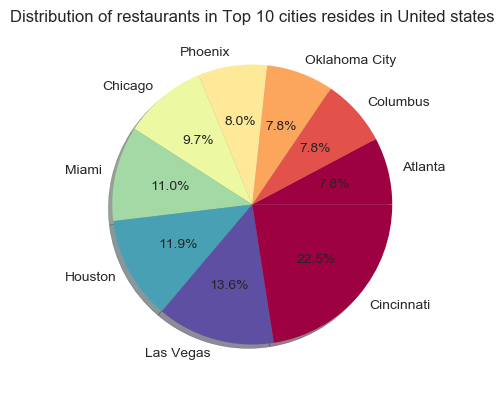 Distribution of restaurants in Top 10 cities resides in United states
Phoenix
Oklahoma City
Chicago
Columbus
8.0%
7.8%
9.7%
7.8%
Miami
Atlanta
11.0%
7.8%
11.9%
22.5%
Houston
13.6%
Cincinnati
Las Vegas